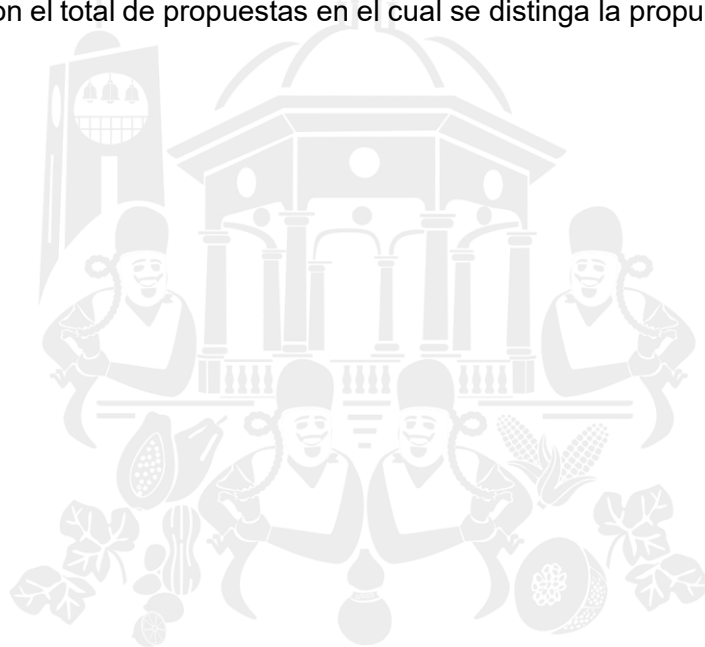 on el total de propuestas en el cual se distinga la propu